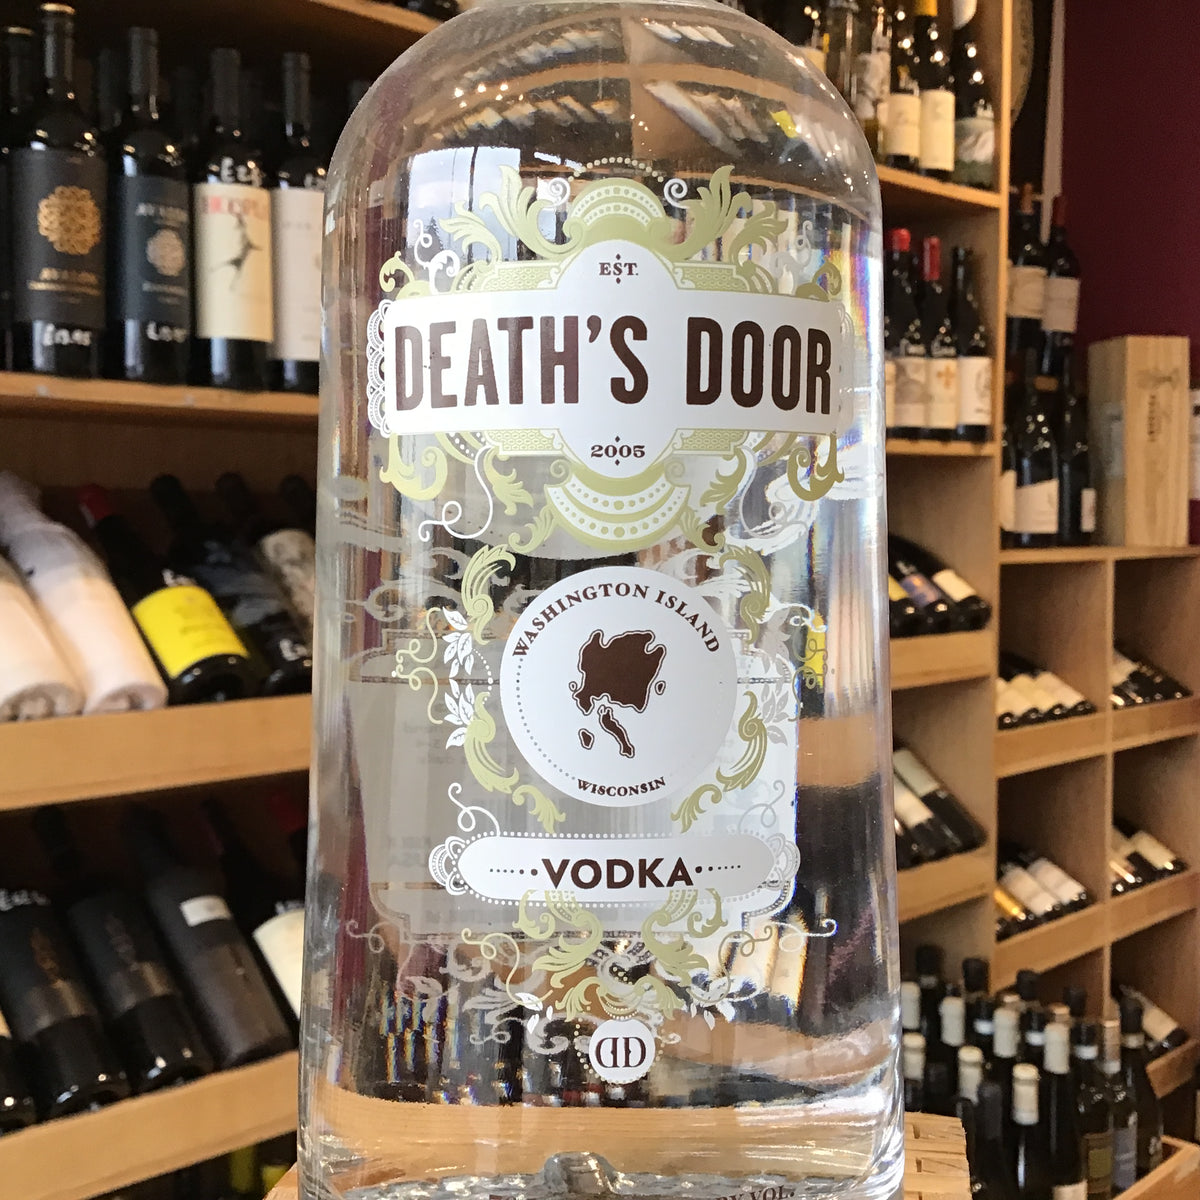 EST.
DEATH'S DOOR
2005
WASHINGTON ISLAND
WISCONSIN
VODKA